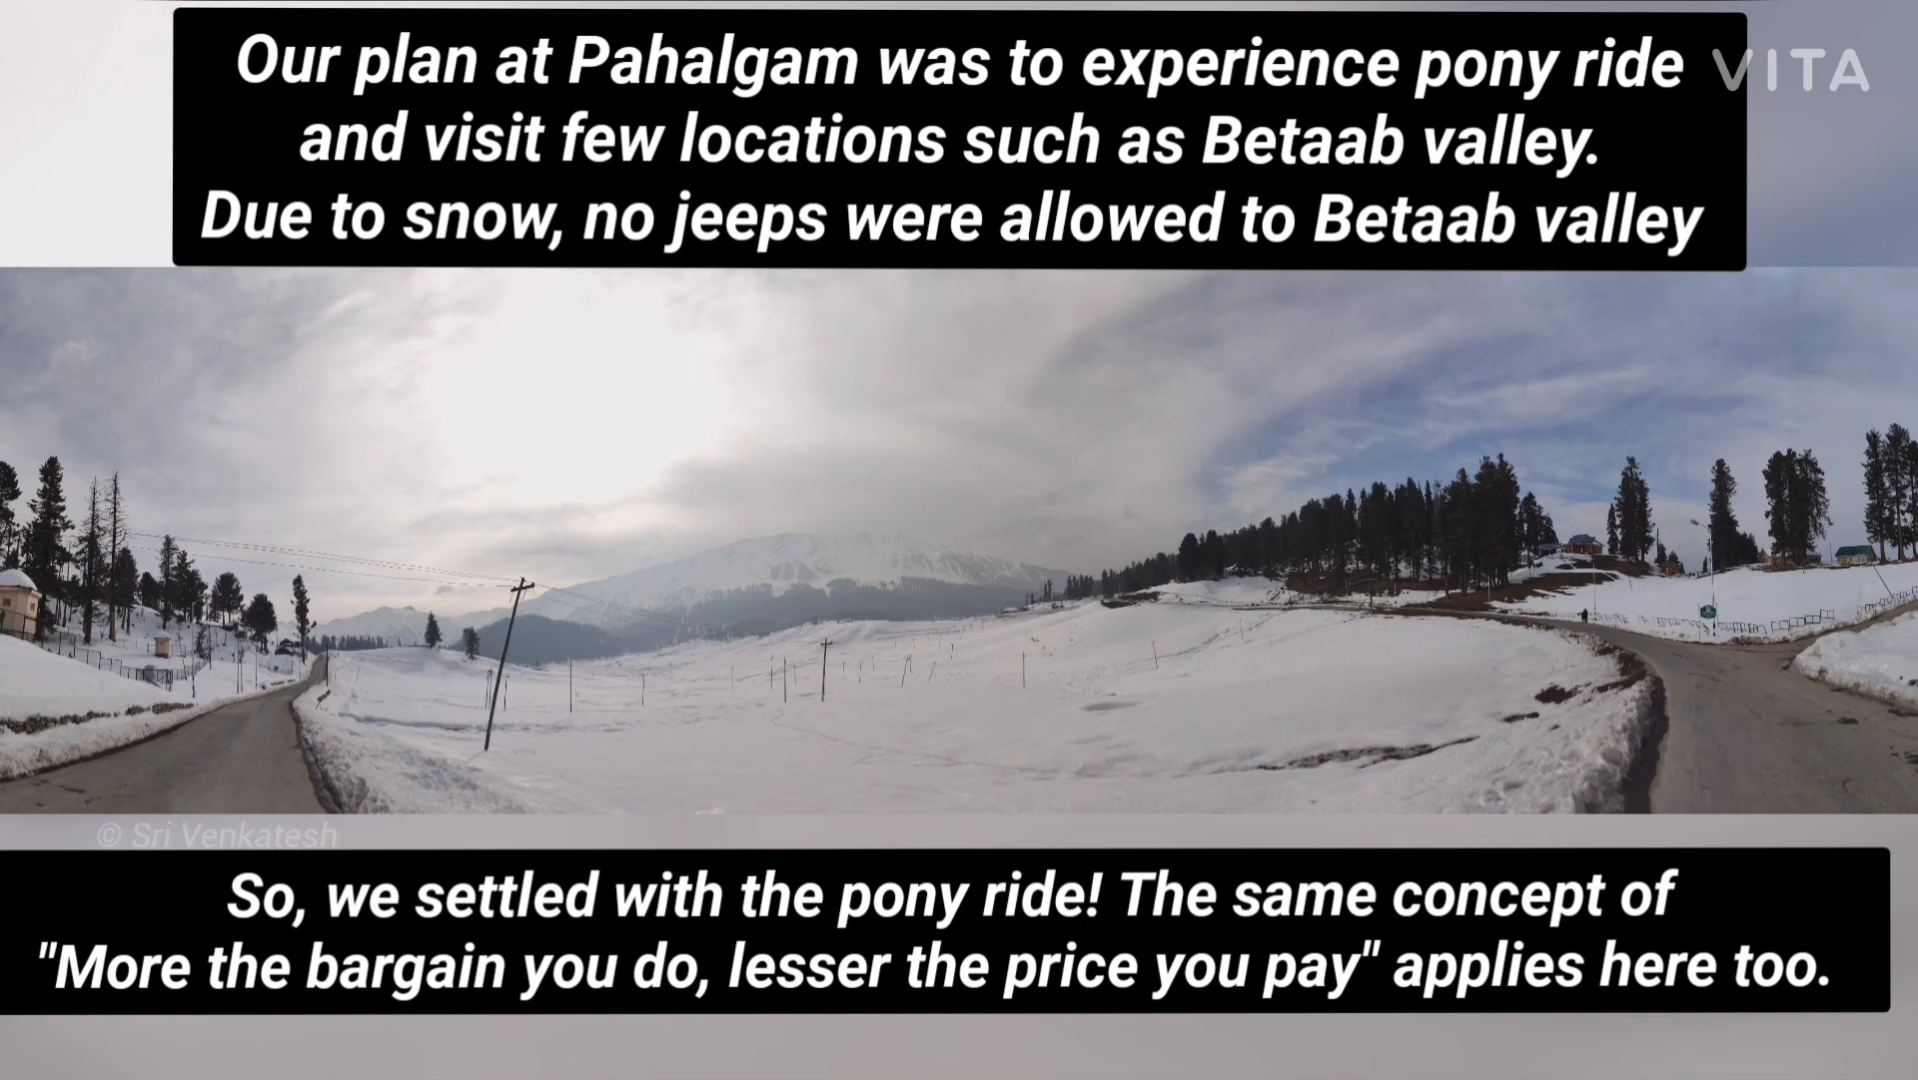 Our plan at Pahalgam was to experience pony ride
VITA
and visit few locations such as Betaab valley.
Due to snow, no jeeps were allowed to Betaab valley
© Sri Venkatesh
So, we settled with the pony ride! The same concept of
"More the bargain you do, lesser the price you pay" applies here too.